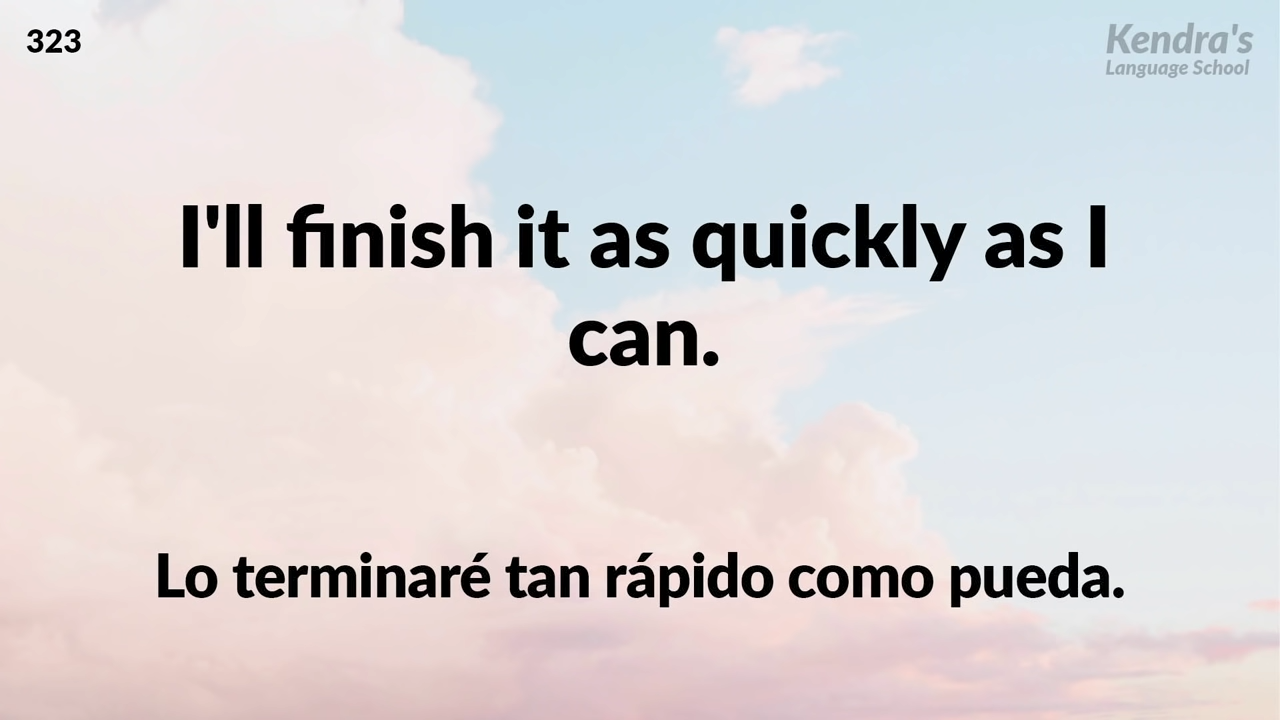 323
Kendra's
Language School
I'll finish it as quickly as I
can.
Lo terminaré tan rápido como pueda.